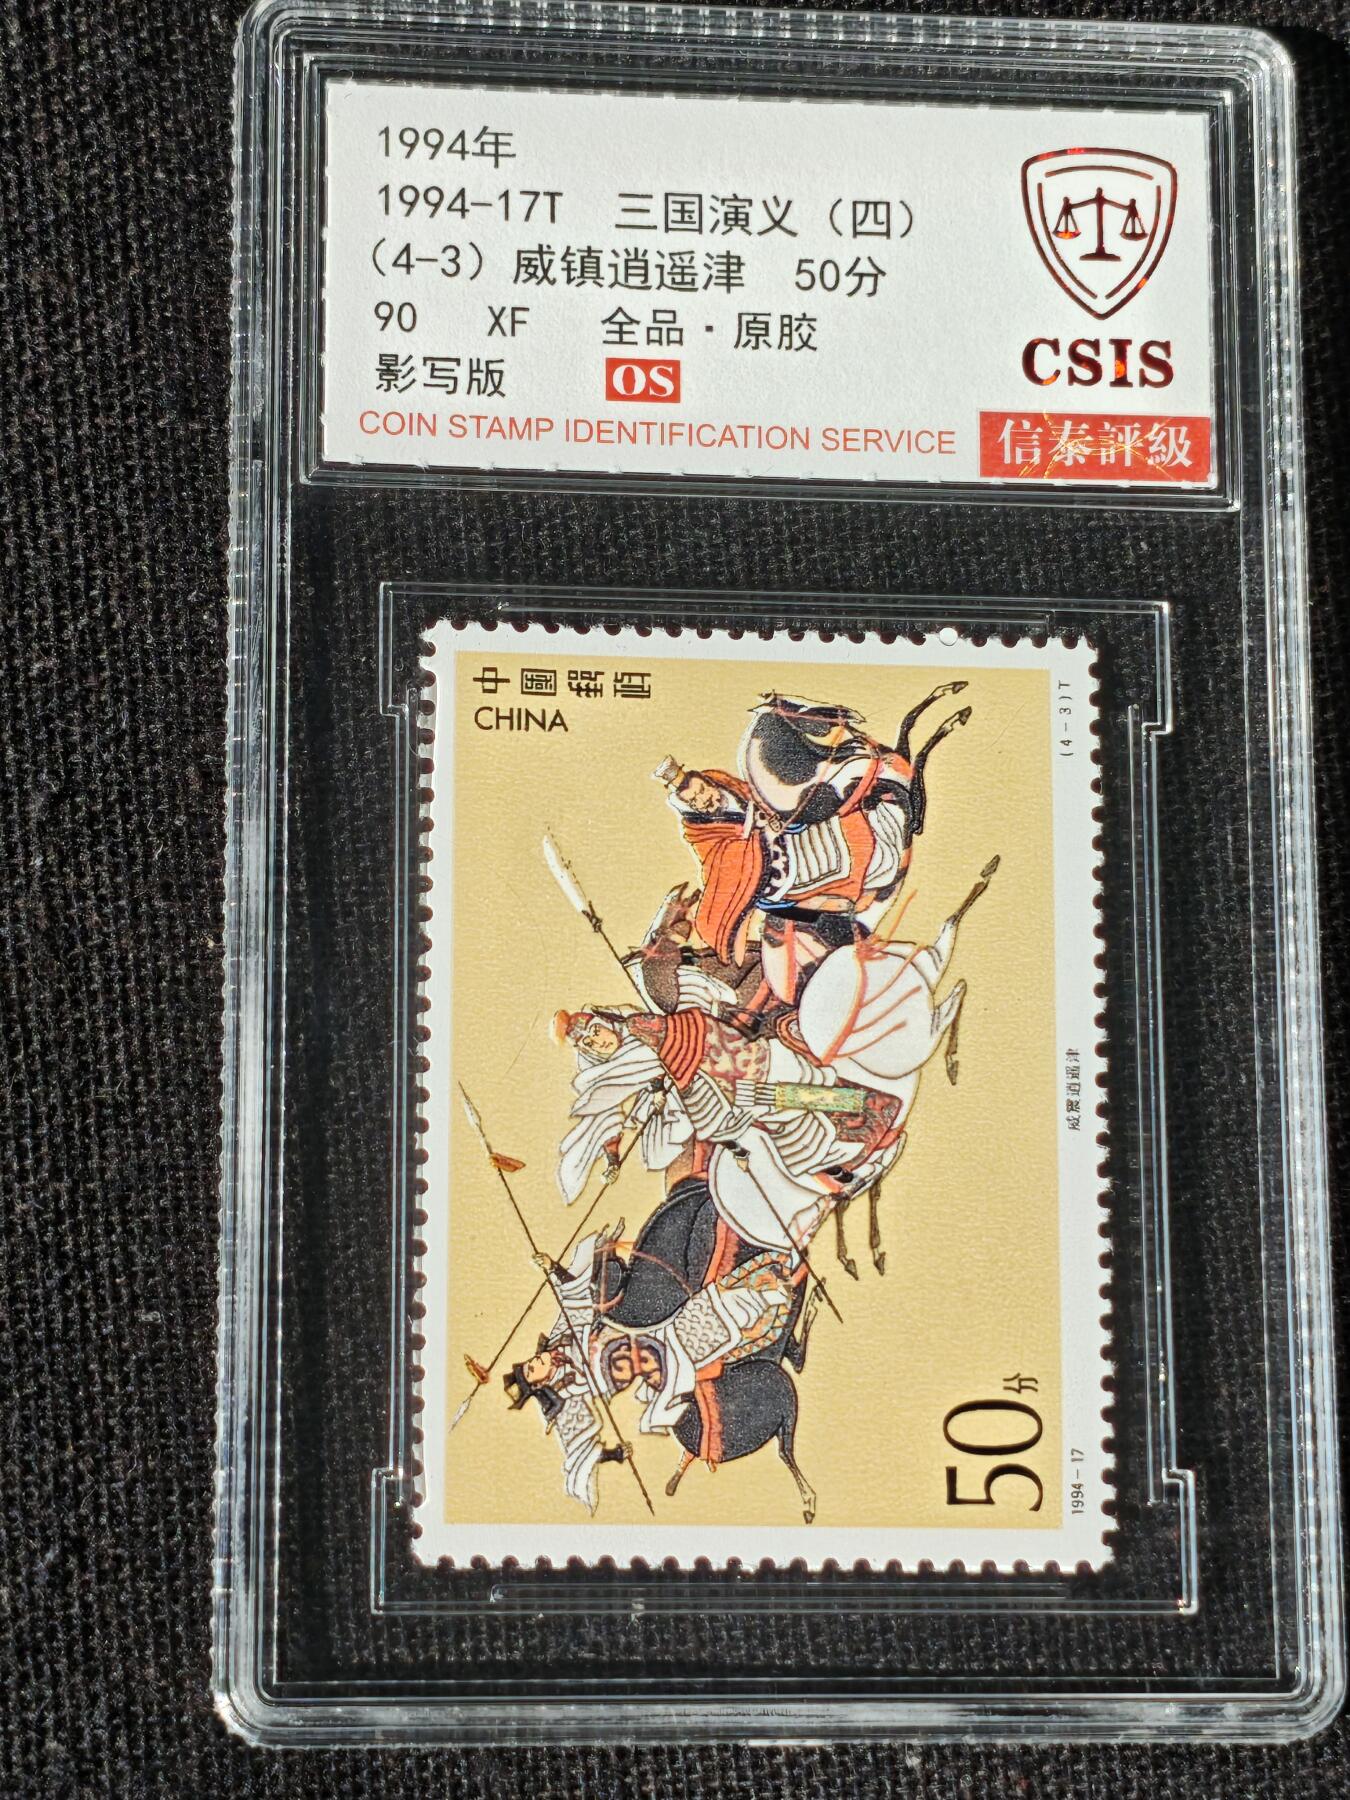 1994年
1994-17T 三国演义（四）
（4-3）威镇逍遥津 50分
90 XF 全品·原胶
影写版 OS
COIN STAMP IDENTIFICATION SERVICE
CSIS
信泰評級
中國郵政
CHINA
(4-3)T
威震逍遥津
50分
1994-17